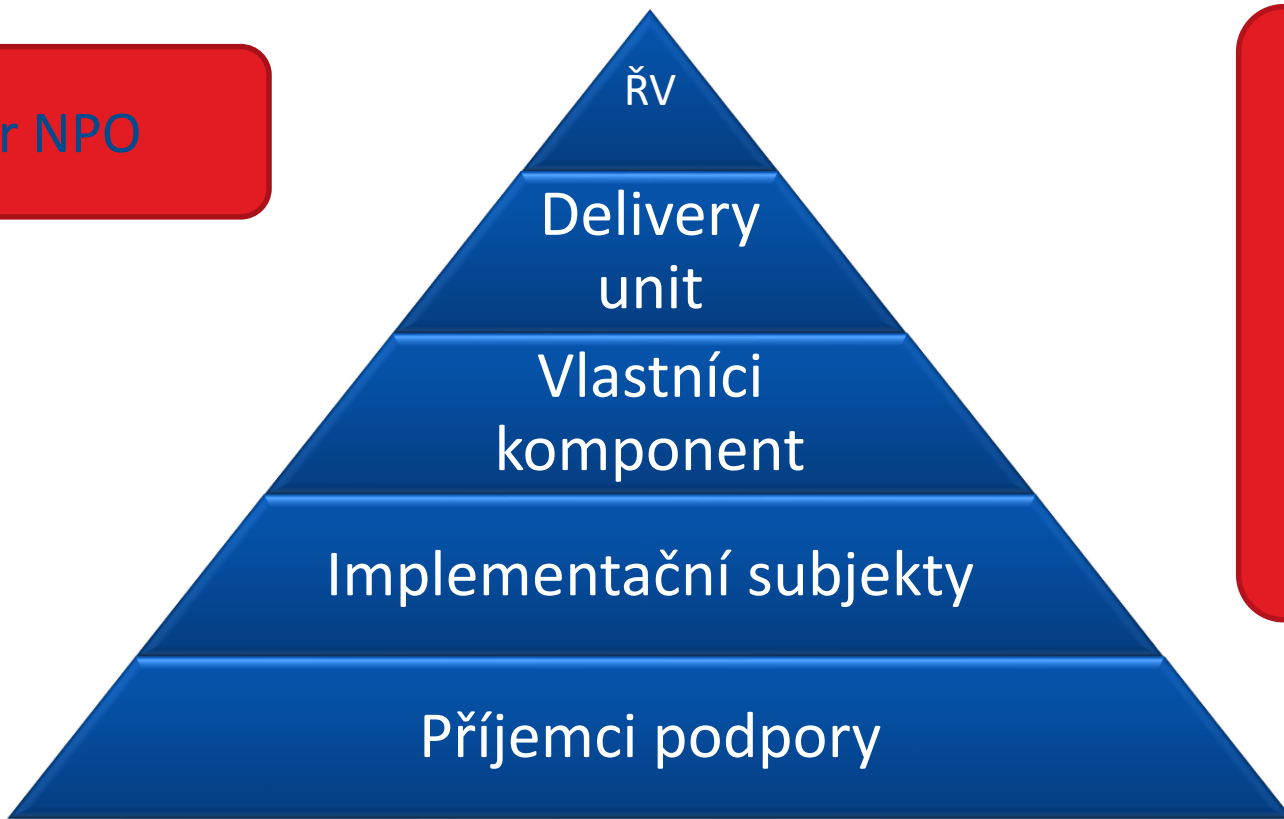 ŘV
r NPO
Delivery
unit
Vlastníci
komponent
Implementační subjekty
Příjemci podpory